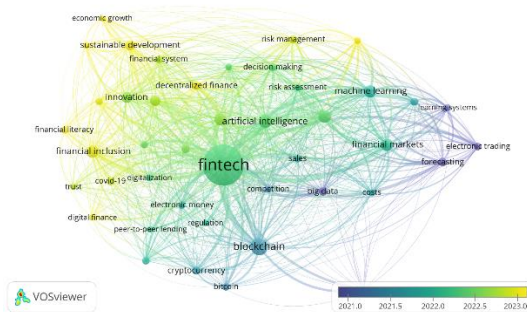 economic growth
sustainable development
risk management
financial system
decision making
decentralized finance
risk assessment
machine learning
innovation
learning systems
artificial intelligence
financial literacy
financial markets
electronic trading
financial inclusion
fintech
sales
forecasting
trust
covid-19
digitalization
competition
big data
costs
electronic money
digital finance
regulation
peer-to-peer lending
blockchain
cryptocurrency
bitcoin
VOSviewer
2021.0 2021.5 2022.0 2022.5 2023.0